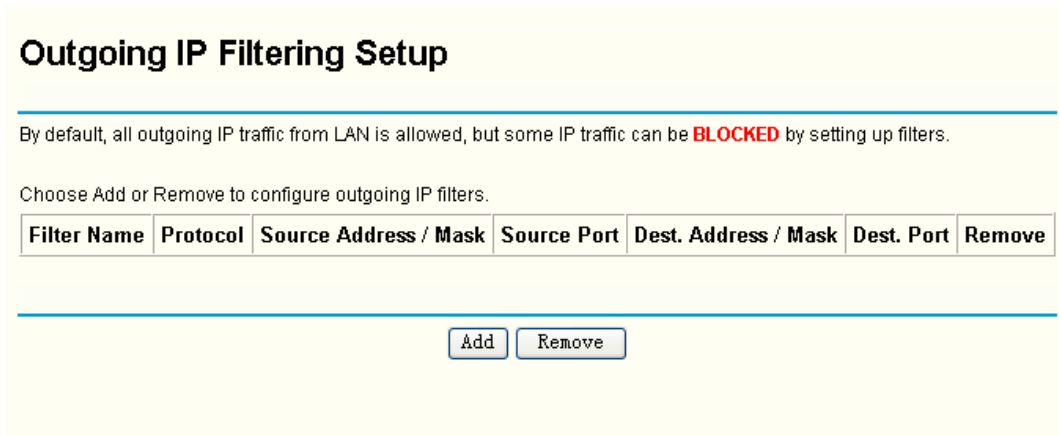 Outgoing IP Filtering Setup
By default, all outgoing IP traffic from LAN is allowed, but some IP traffic can be BLOCKED by setting up filters.
Choose Add or Remove to configure outgoing IP filters.
Filter Name Protocol Source Address / Mask Source Port Dest. Address / Mask Dest. Port Remove
Add Remove